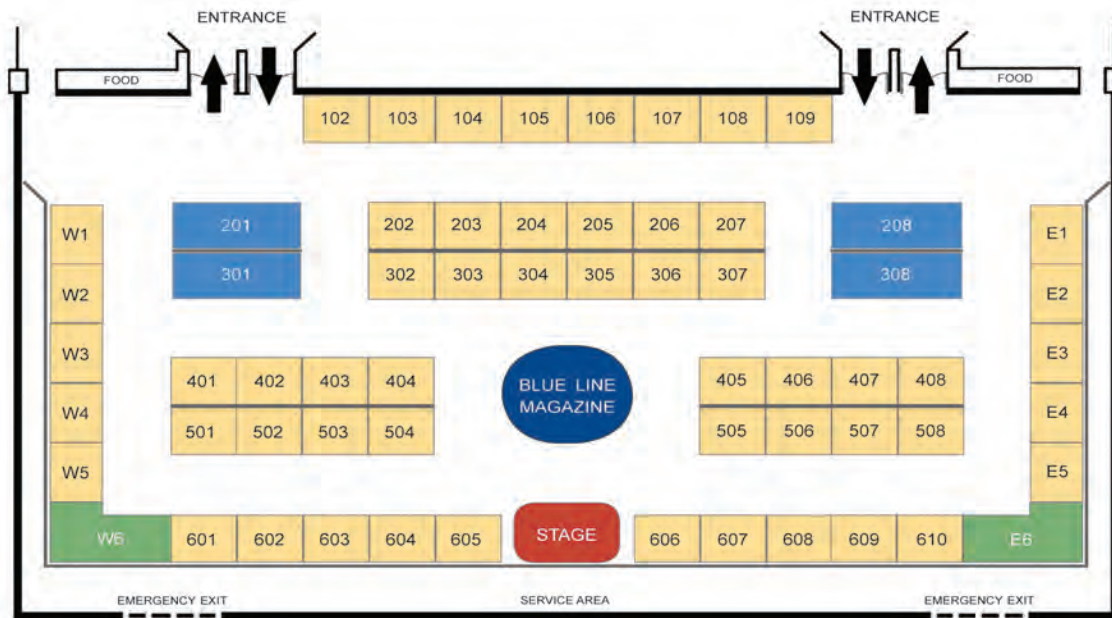 ENTRANCE ENTRANCE
FOOD FOOD
102 103 104 105 106 107 108 109
201 202 203 204 205 206 207 208
W1 E1
301 302 303 304 305 306 307 308
W2 E2
W3 E3
401 402 403 404 BLUE LINE 405 406 407 408
MAGAZINE
W4 E4
501 502 503 504 505 506 507 508
W5 E5
W6 601 602 603 604 605 STAGE 606 607 608 609 610 E6
EMERGENCY EXIT SERVICE AREA EMERGENCY EXIT